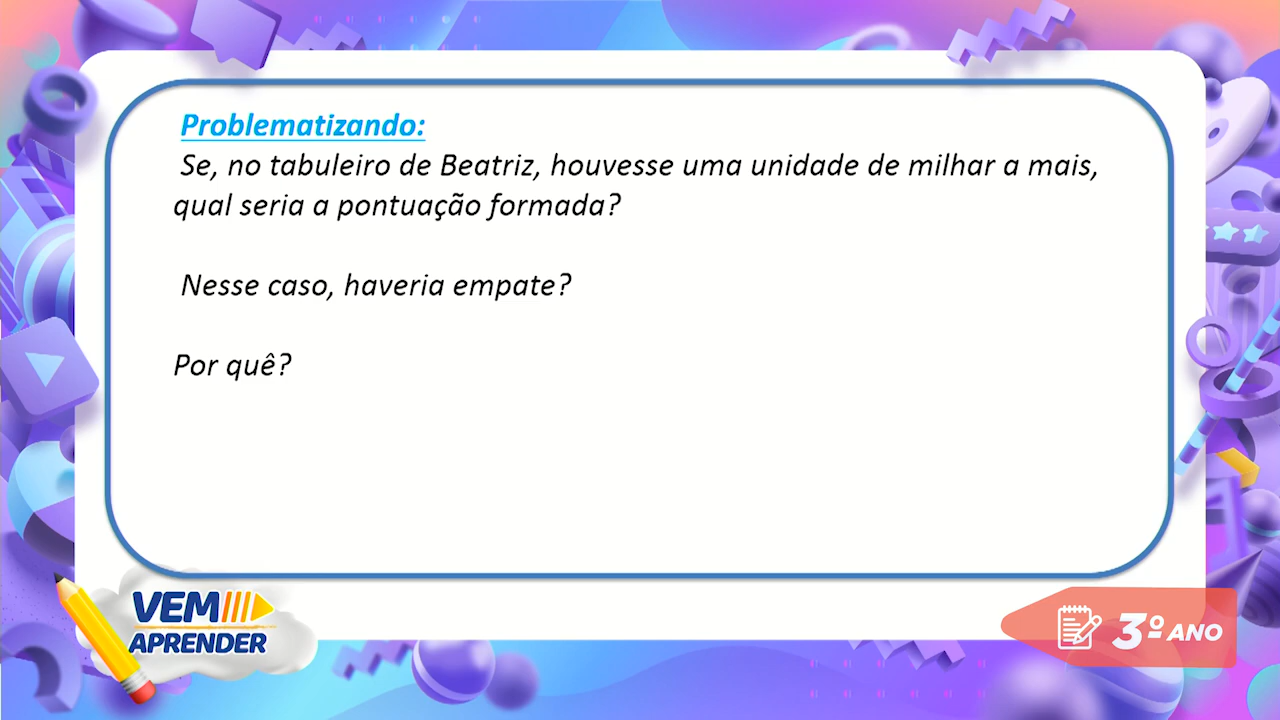 Problematizando:
Se, no tabuleiro de Beatriz, houvesse uma unidade de milhar a mais,
qual seria a pontuação formada?
Nesse caso, haveria empate?
Por quê?
VEM
APRENDER
3º ANO